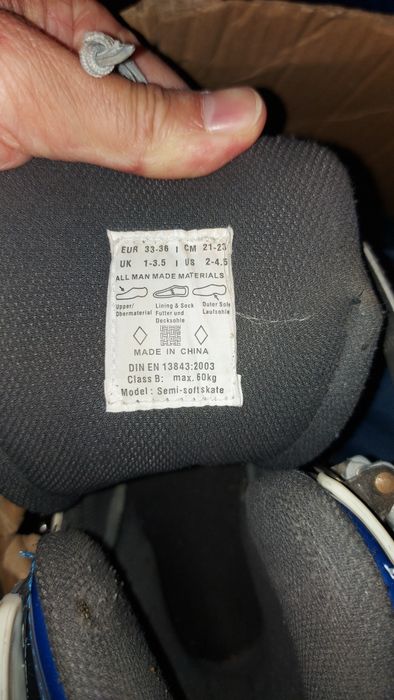 EUR 33-36 | CM 21-23
UK 1-3.5 | US 2-4.5
ALL MAN MADE MATERIALS
Upper/ Lining & Sock Outer Sole
Obermaterial Futter und Laufsohle
Decksohle
MADE IN CHINA
DIN EN 13843:2003
Class B: max. 60kg
Model : Semi-softskate